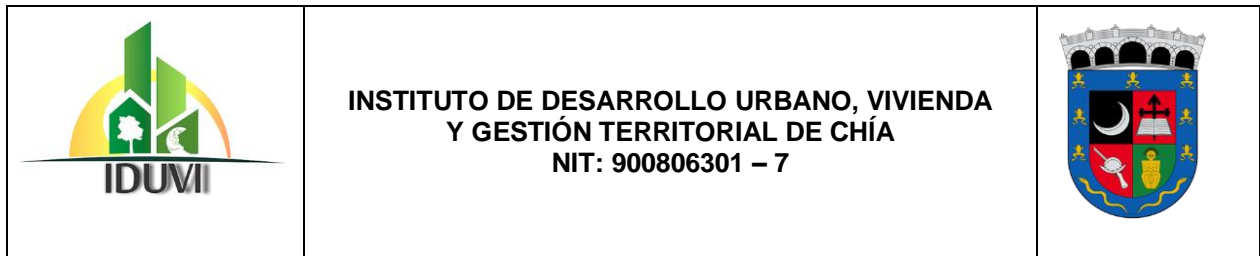 IDUVI
INSTITUTO DE DESARROLLO URBANO, VIVIENDA
Y GESTIÓN TERRITORIAL DE CHÍA
NIT: 900806301 – 7